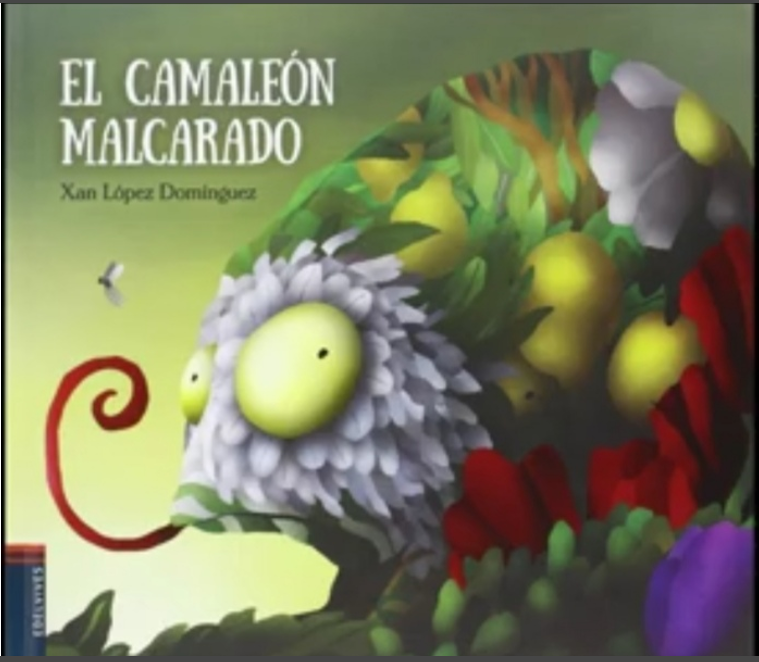 EL CAMALEÓN
MALCARADO
Xan López Domínguez
EDELVIVES